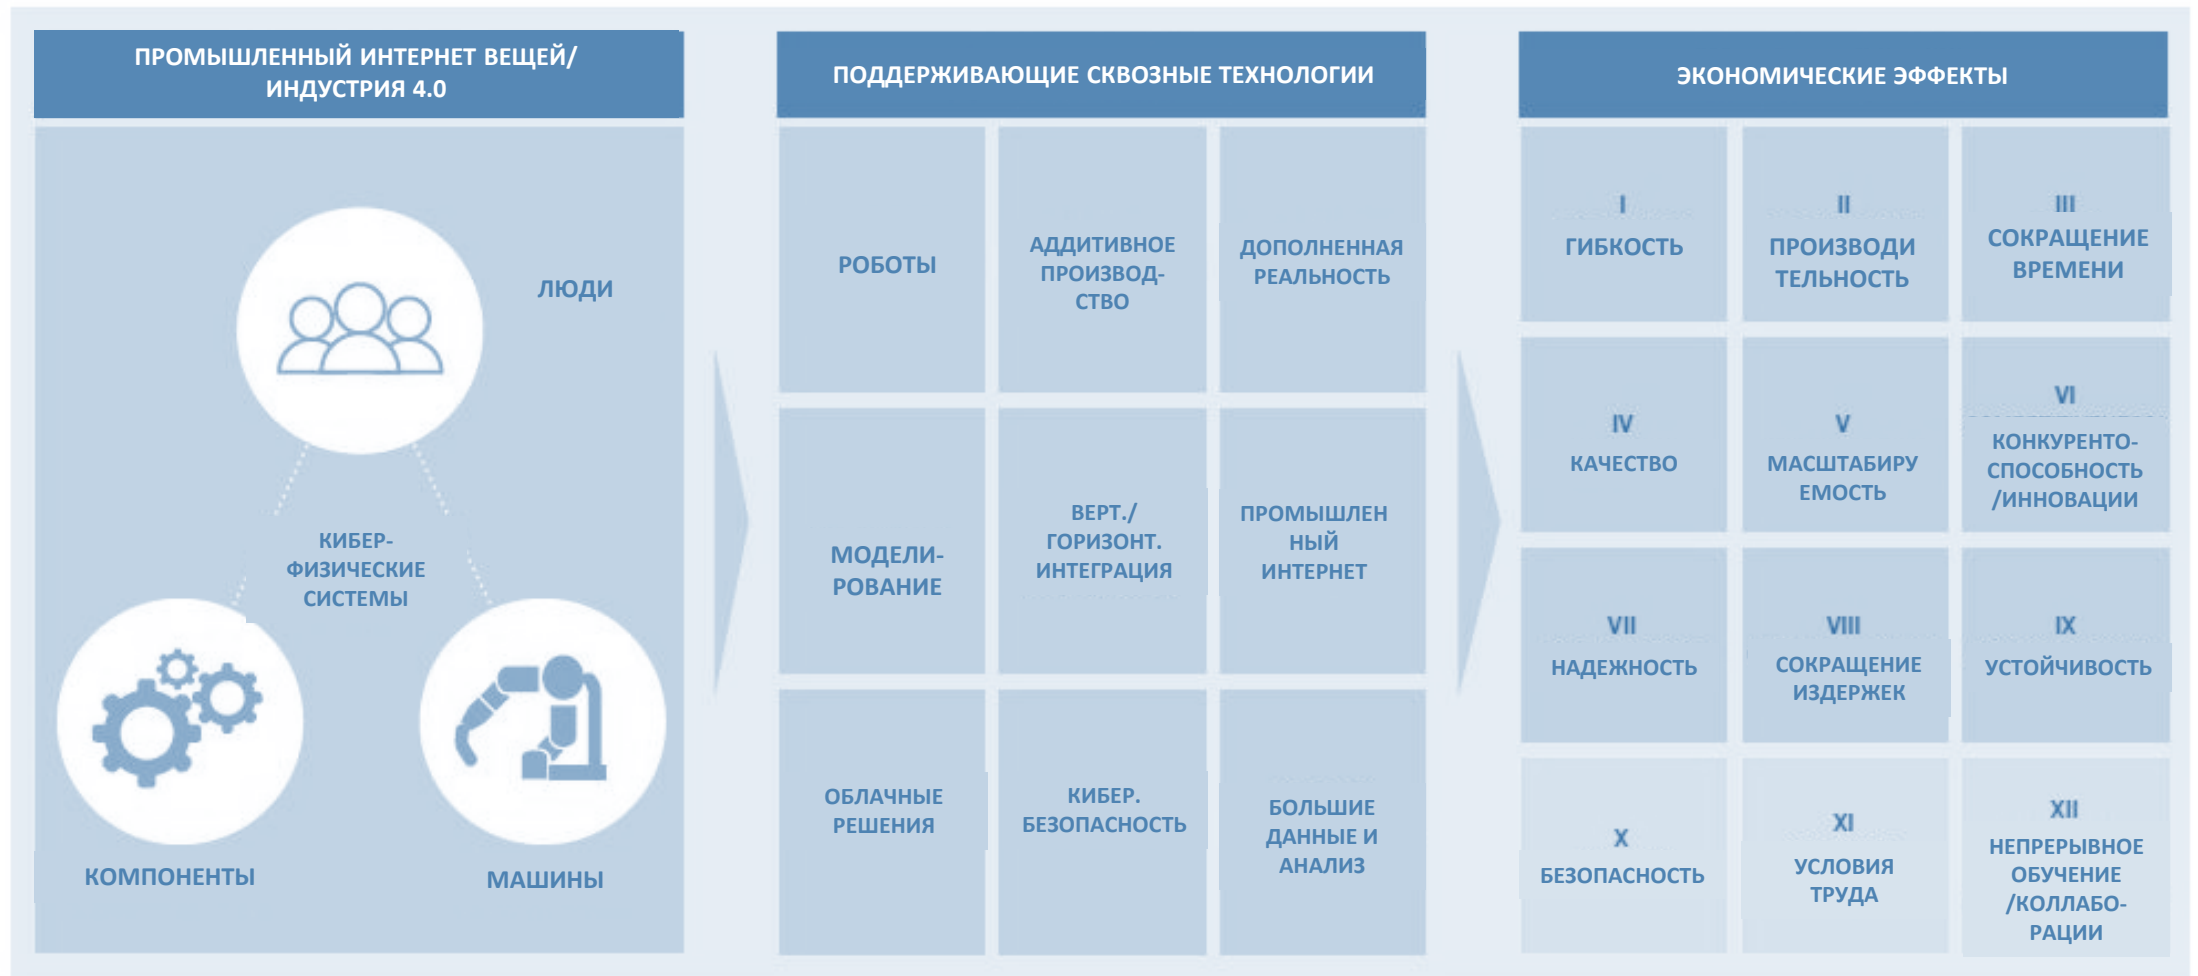 ПРОМЫШЛЕННЫЙ ИНТЕРНЕТ ВЕЩЕЙ/
ИНДУСТРИЯ 4.0
ЛЮДИ
КИБЕР-
ФИЗИЧЕСКИЕ
СИСТЕМЫ
КОМПОНЕНТЫ
МАШИНЫ
ПОДДЕРЖИВАЮЩИЕ СКВОЗНЫЕ ТЕХНОЛОГИИ
РОБОТЫ
АДДИТИВНОЕ
ПРОИЗВОД-
СТВО
ДОПОЛНЕННАЯ
РЕАЛЬНОСТЬ
МОДЕЛИ-
РОВАНИЕ
ВЕРТ./
ГОРИЗОНТ.
ИНТЕГРАЦИЯ
ПРОМЫШЛЕН
НЫЙ
ИНТЕРНЕТ
ОБЛАЧНЫЕ
РЕШЕНИЯ
КИБЕР.
БЕЗОПАСНОСТЬ
БОЛЬШИЕ
ДАННЫЕ И
АНАЛИЗ
ЭКОНОМИЧЕСКИЕ ЭФФЕКТЫ
I
ГИБКОСТЬ
II
ПРОИЗВОДИ
ТЕЛЬНОСТЬ
III
СОКРАЩЕНИЕ
ВРЕМЕНИ
IV
КАЧЕСТВО
V
МАСШТАБИРУ
ЕМОСТЬ
VI
КОНКУРЕНТО-
СПОСОБНОСТЬ
/ИННОВАЦИИ
VII
НАДЕЖНОСТЬ
VIII
СОКРАЩЕНИЕ
ИЗДЕРЖЕК
IX
УСТОЙЧИВОСТЬ
X
БЕЗОПАСНОСТЬ
XI
УСЛОВИЯ
ТРУДА
XII
НЕПРЕРЫВНОЕ
ОБУЧЕНИЕ
/КОЛЛАБО-
РАЦИИ